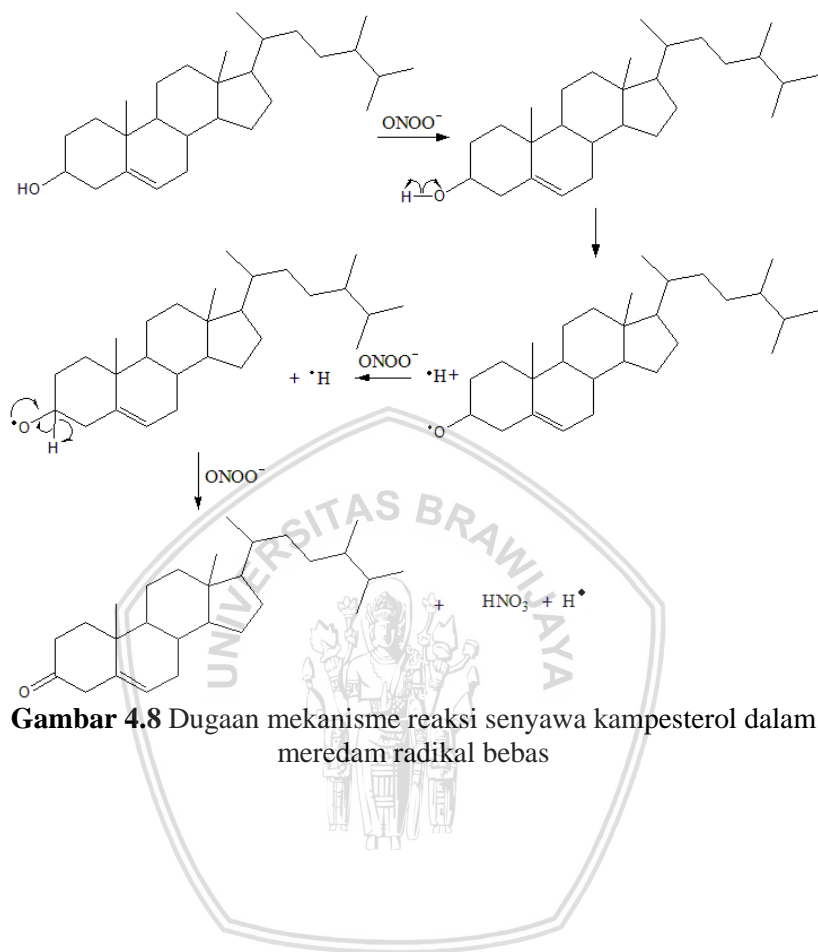 ONOO⁻
HO
H—O
ONOO⁻
+ •H
•H+
•O
H
•O
ONOO⁻
+ HNO₃ + H•
O
UNIVERSITAS BRAWIJAYA
Gambar 4.8 Dugaan mekanisme reaksi senyawa kampesterol dalam
meredam radikal bebas